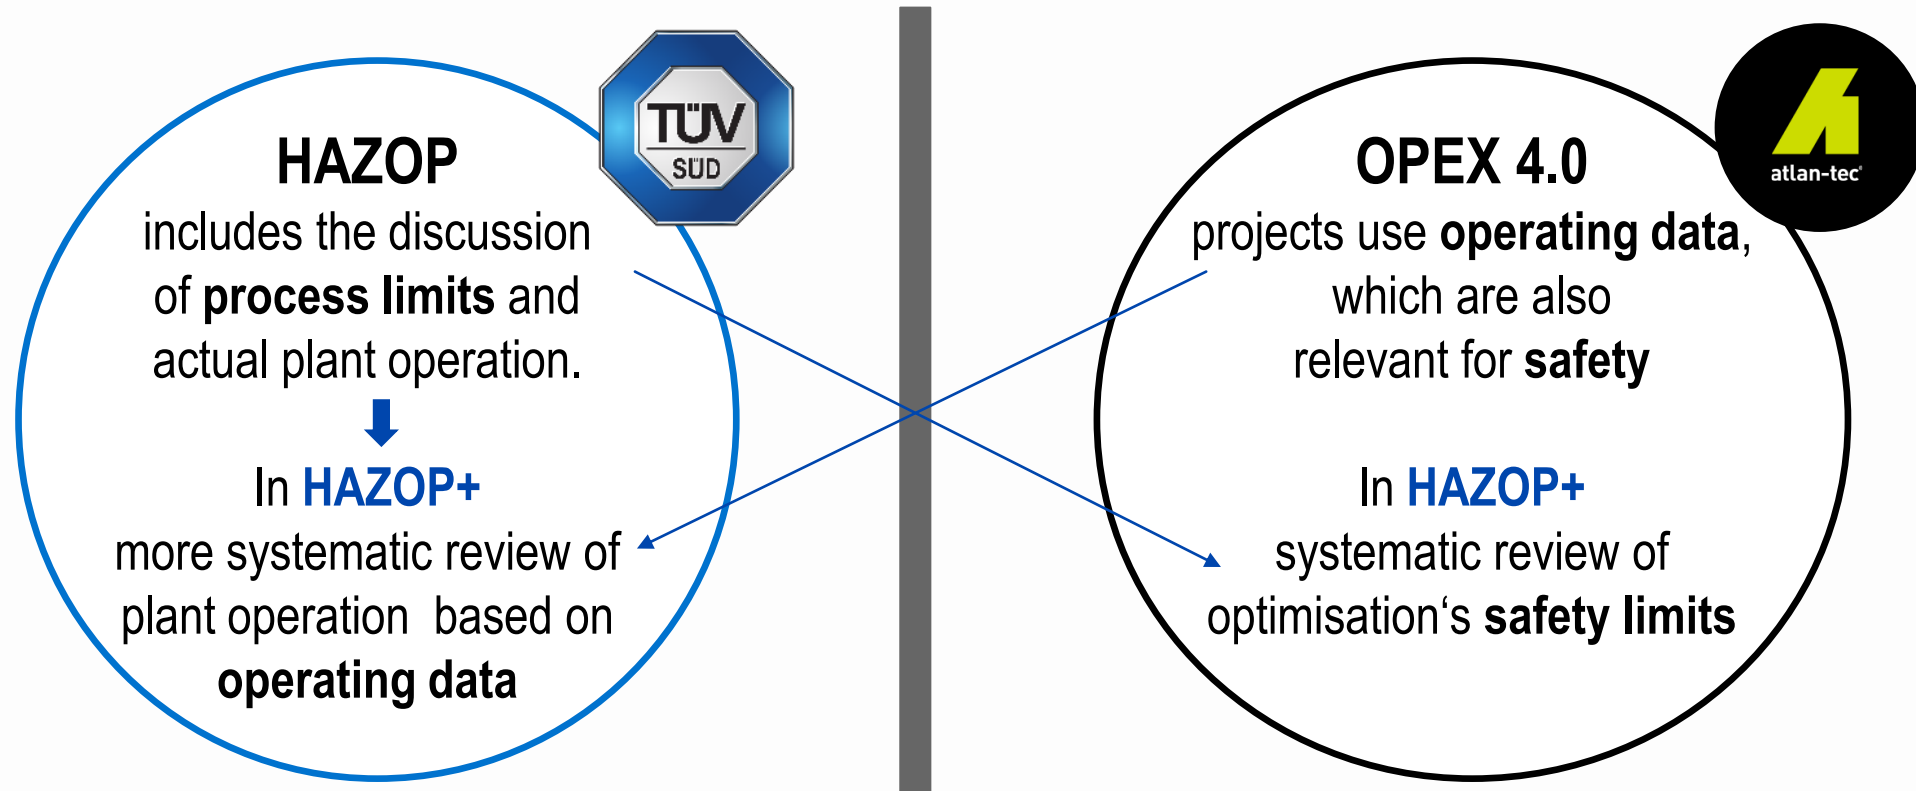 HAZOP
includes the discussion
of process limits and
actual plant operation.
In HAZOP+
more systematic review of
plant operation  based on
operating data
TÜV
SÜD
OPEX 4.0
projects use operating data,
which are also
relevant for safety
In HAZOP+
systematic review of
optimisation‘s safety limits
atlan-tec®